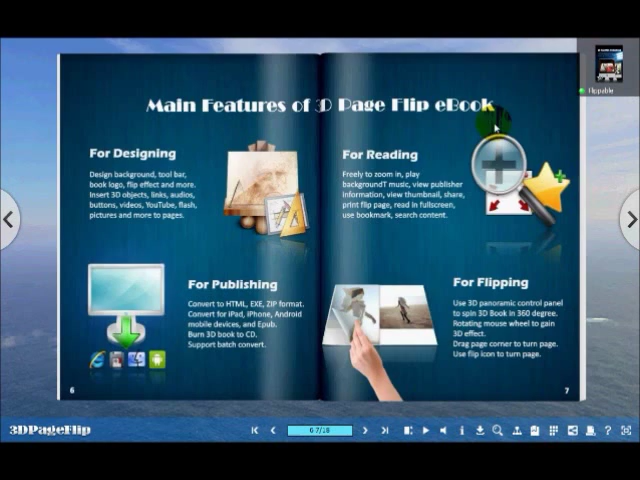 Main Features of 3D Page Flip eBook
Flippable
For Designing
Design background, tool bar,
book logo, flip effect and more.
Insert 3D objects, links, audios,
buttons, videos, YouTube, flash,
pictures and more to pages.
For Reading
Freely to zoom in, play
backgroundT music, view publisher
information, view thumbnail, share,
print flip page, read in fullscreen,
use bookmark, search content.
For Publishing
Convert to HTML, EXE, ZIP format.
Convert for iPad, iPhone, Android
mobile devices, and Epub.
Burn 3D book to CD.
Support batch convert.
For Flipping
Use 3D panoramic control panel
to spin 3D Book in 360 degree.
Rotating mouse wheel to gain
3D effect.
Drag page corner to turn page.
Use flip icon to turn page.
6
7
3DPageFlip
6-7/18